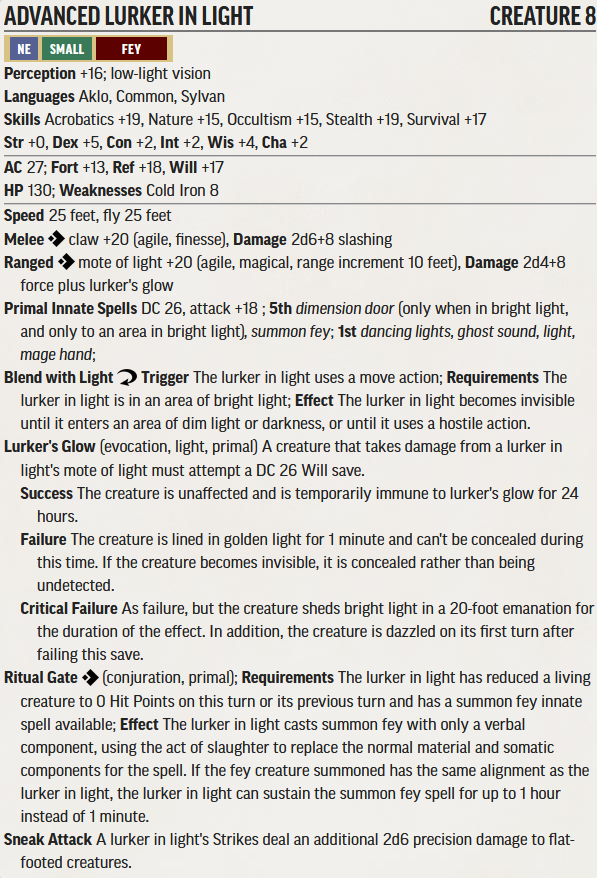 ADVANCED LURKER IN LIGHT CREATURE 8
NE SMALL FEY
Perception +16; low-light vision
Languages Aklo, Common, Sylvan
Skills Acrobatics +19, Nature +15, Occultism +15, Stealth +19, Survival +17
Str +0, Dex +5, Con +2, Int +2, Wis +4, Cha +2
AC 27; Fort +13, Ref +18, Will +17
HP 130; Weaknesses Cold Iron 8
Speed 25 feet, fly 25 feet
Melee claw +20 (agile, finesse), Damage 2d6+8 slashing
Ranged mote of light +20 (agile, magical, range increment 10 feet), Damage 2d4+8
force plus lurker's glow
Primal Innate Spells DC 26, attack +18 ; 5th dimension door (only when in bright light,
and only to an area in bright light), summon fey; 1st dancing lights, ghost sound, light,
mage hand;
Blend with Light Trigger The lurker in light uses a move action; Requirements The
lurker in light is in an area of bright light; Effect The lurker in light becomes invisible
until it enters an area of dim light or darkness, or until it uses a hostile action.
Lurker's Glow (evocation, light, primal) A creature that takes damage from a lurker in
light's mote of light must attempt a DC 26 Will save.
Success The creature is unaffected and is temporarily immune to lurker's glow for 24
hours.
Failure The creature is lined in golden light for 1 minute and can't be concealed during
this time. If the creature becomes invisible, it is concealed rather than being
undetected.
Critical Failure As failure, but the creature sheds bright light in a 20-foot emanation for
the duration of the effect. In addition, the creature is dazzled on its first turn after
failing this save.
Ritual Gate (conjuration, primal); Requirements The lurker in light has reduced a living
creature to 0 Hit Points on this turn or its previous turn and has a summon fey innate
spell available; Effect The lurker in light casts summon fey with only a verbal
component, using the act of slaughter to replace the normal material and somatic
components for the spell. If the fey creature summoned has the same alignment as the
lurker in light, the lurker in light can sustain the summon fey spell for up to 1 hour
instead of 1 minute.
Sneak Attack A lurker in light's Strikes deal an additional 2d6 precision damage to flat-
footed creatures.